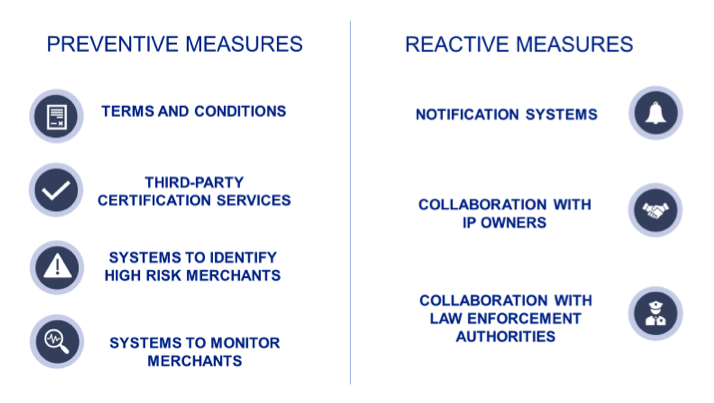 PREVENTIVE MEASURES
TERMS AND CONDITIONS
THIRD-PARTY
CERTIFICATION SERVICES
SYSTEMS TO IDENTIFY
HIGH RISK MERCHANTS
SYSTEMS TO MONITOR
MERCHANTS
REACTIVE MEASURES
NOTIFICATION SYSTEMS
COLLABORATION WITH
IP OWNERS
COLLABORATION WITH
LAW ENFORCEMENT
AUTHORITIES